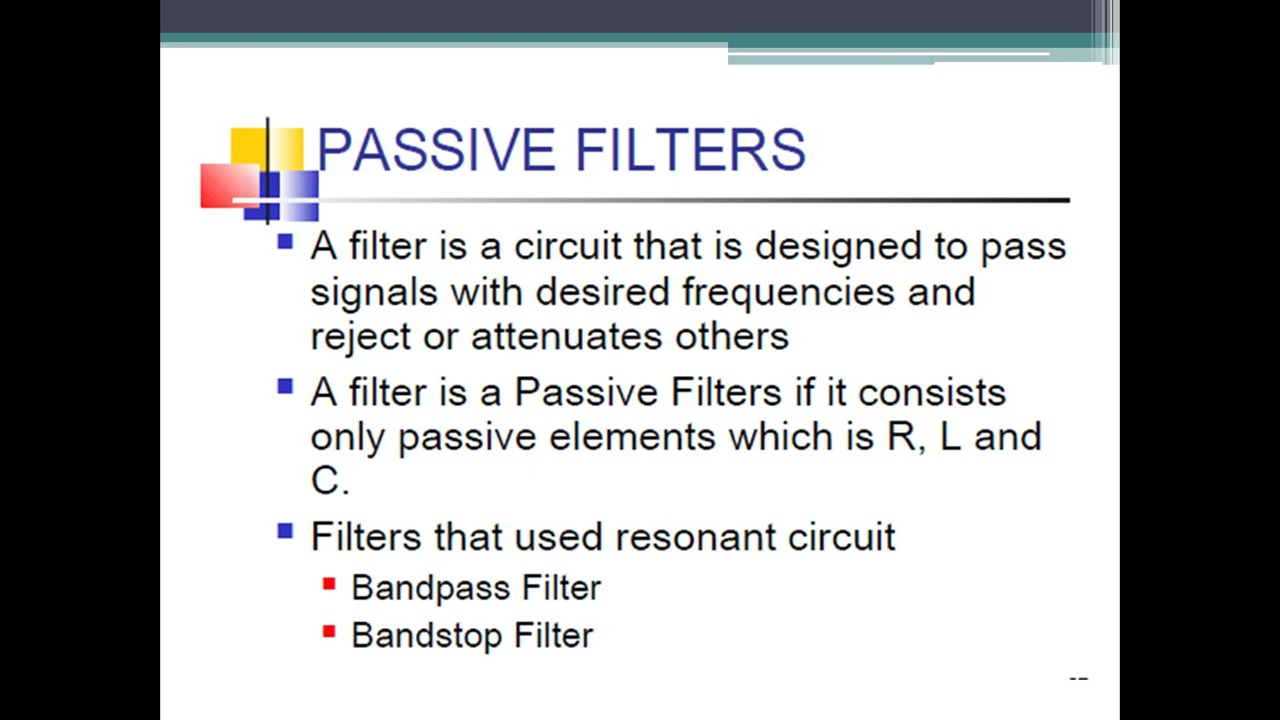 PASSIVE FILTERS
A filter is a circuit that is designed to pass
signals with desired frequencies and
reject or attenuates others
A filter is a Passive Filters if it consists
only passive elements which is R, L and
C.
Filters that used resonant circuit
Bandpass Filter
Bandstop Filter